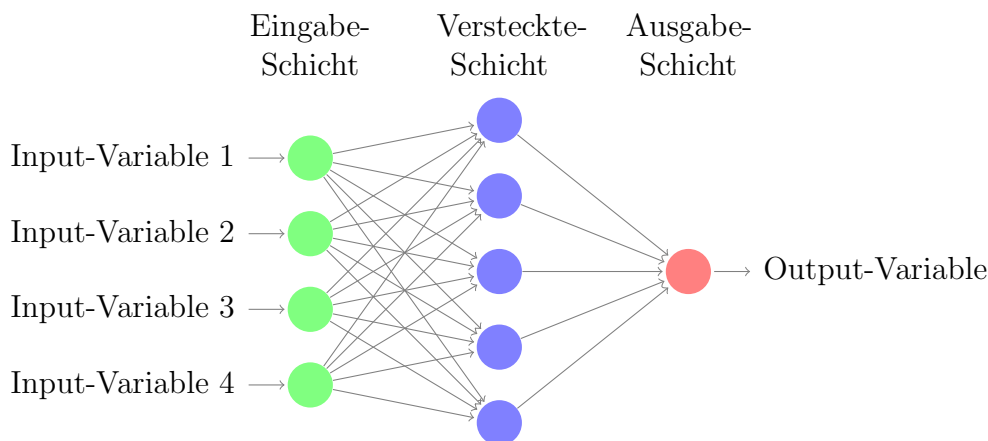 Eingabe-
Schicht
Versteckte-
Schicht
Ausgabe-
Schicht
Input-Variable 1
Input-Variable 2
Input-Variable 3
Input-Variable 4
Output-Variable